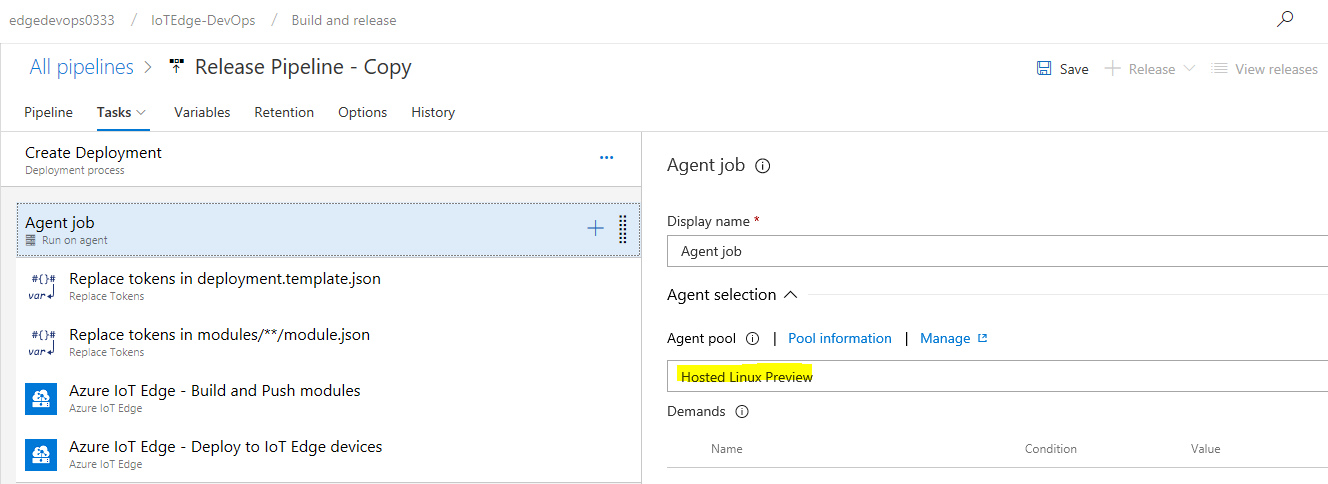 edgedevops0333 / IoTEdge-DevOps / Build and release
All pipelines > Release Pipeline - Copy
Save + Release View releases
Pipeline Tasks Variables Retention Options History
Create Deployment ...
Deployment process
Agent job +
Run on agent
#{}# Replace tokens in deployment.template.json
var Replace Tokens
#{}# Replace tokens in modules/**/module.json
var Replace Tokens
Azure IoT Edge - Build and Push modules
Azure IoT Edge
Azure IoT Edge - Deploy to IoT Edge devices
Azure IoT Edge
Agent job
Display name *
Agent job
Agent selection
Agent pool | Pool information | Manage
Hosted Linux Preview
Demands
Name Condition Value